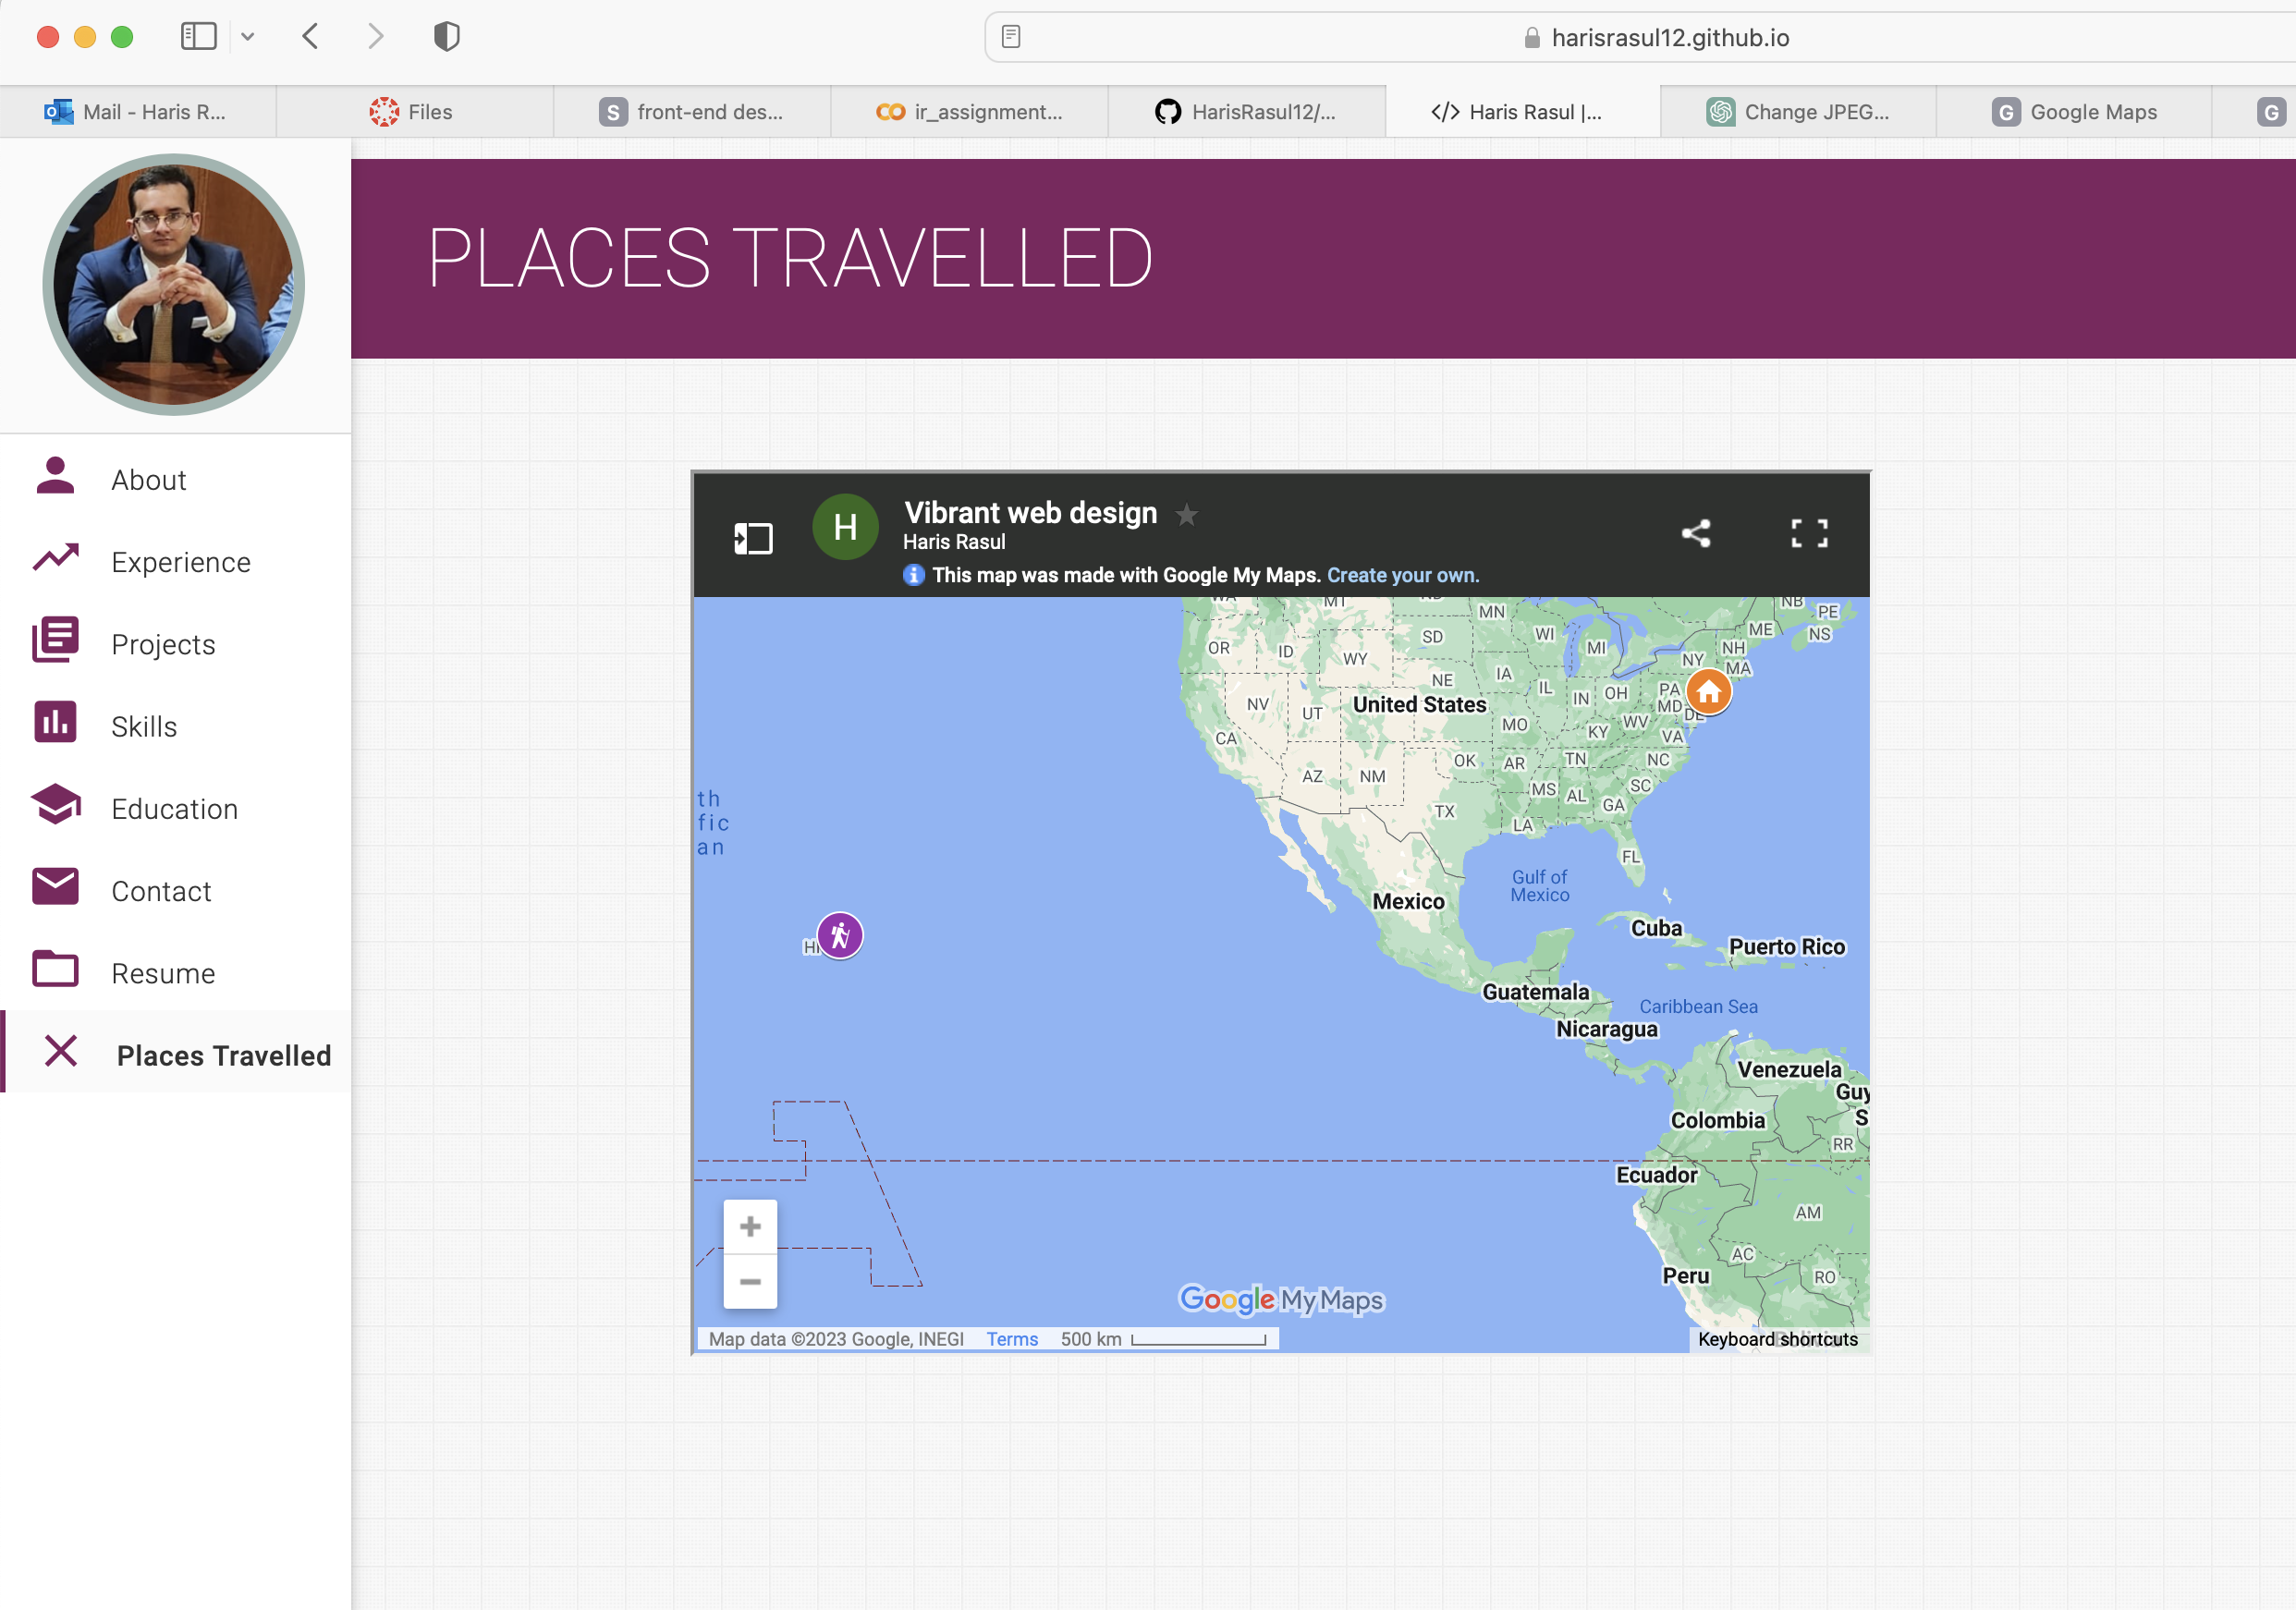 harisrasul12.github.io
Mail - Haris R...
Files
S front-end des...
ir_assignment...
HarisRasul12/...
</> Haris Rasul |...
Change JPEG...
G Google Maps
G
PLACES TRAVELLED
About
Experience
Projects
Skills
Education
Contact
Resume
Places Travelled
H
Vibrant web design
Haris Rasul
This map was made with Google My Maps. Create your own.
WA
MT
ND
MN
NB
PE
SD
WI
ME
NS
OR
ID
WY
MI
NH
NY
MA
NE
IA
IL
IN
OH
PA
United States
NV
UT
MD
DE
MO
WV
CA
KY
VA
OK
AR
TN
NC
AZ
NM
MS
AL
SC
GA
TX
LA
FL
th
fic
an
Gulf of
Mexico
Mexico
Cuba
Puerto Rico
HI
Guatemala
Caribbean Sea
Nicaragua
Venezuela
Guy
Colombia
S
RR
Ecuador
AM
AC
Peru
RO
+
−
Google My Maps
Map data ©2023 Google, INEGI Terms 500 km
Keyboard shortcuts